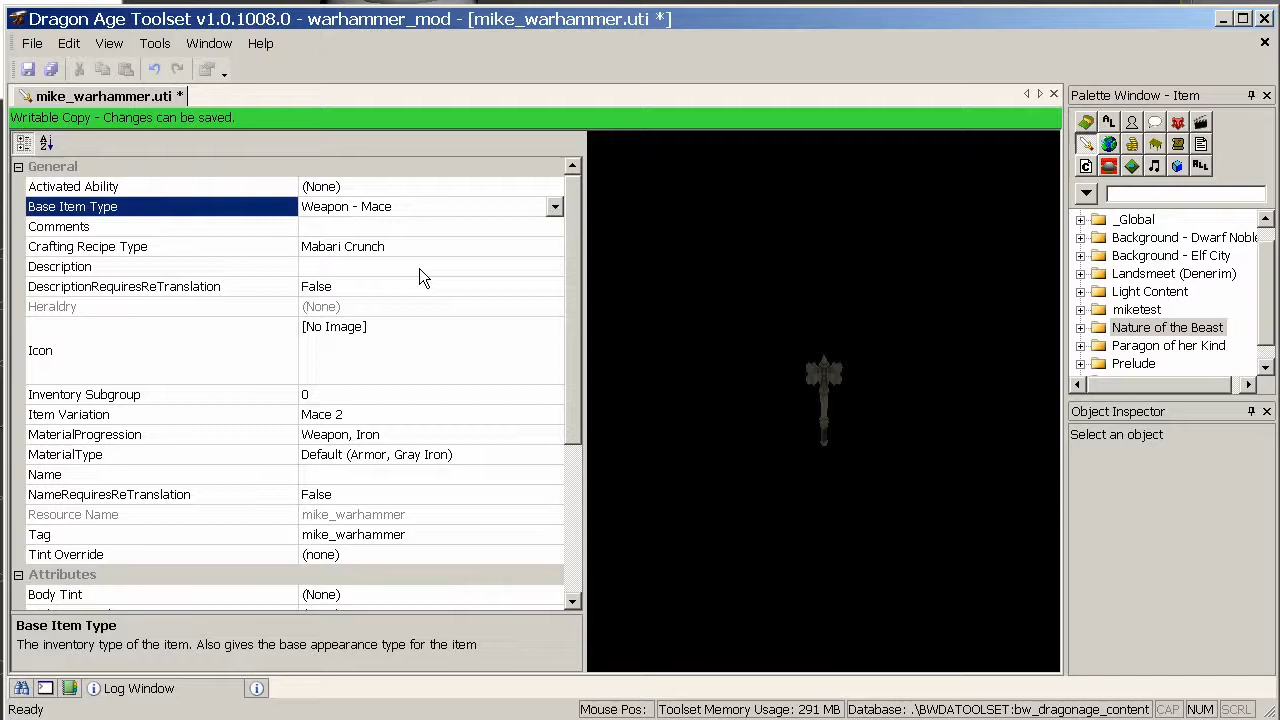 Dragon Age Toolset v1.0.1008.0 - warhammer_mod - [mike_warhammer.uti *]
File Edit View Tools Window Help
mike_warhammer.uti *
Writable Copy - Changes can be saved.
General
Activated Ability (None)
Base Item Type Weapon - Mace
Comments
Crafting Recipe Type Mabari Crunch
Description
DescriptionRequiresReTranslation False
Heraldry (None)
Icon [No Image]
Inventory Subgroup 0
Item Variation Mace 2
MaterialProgression Weapon, Iron
MaterialType Default (Armor, Gray Iron)
Name
NameRequiresReTranslation False
Resource Name mike_warhammer
Tag mike_warhammer
Tint Override (none)
Attributes
Body Tint (None)
Base Item Type
The inventory type of the item. Also gives the base appearance type for the item
Palette Window - Item
AL
C ALL
_Global
Background - Dwarf Noble
Background - Elf City
Landsmeet (Denerim)
Light Content
miketest
Nature of the Beast
Paragon of her Kind
Prelude
Object Inspector
Select an object
Log Window
Ready
Mouse Pos: Toolset Memory Usage: 291 MB Database: .\BWDATOOLSET:bw_dragonage_content CAP NUM SCRL